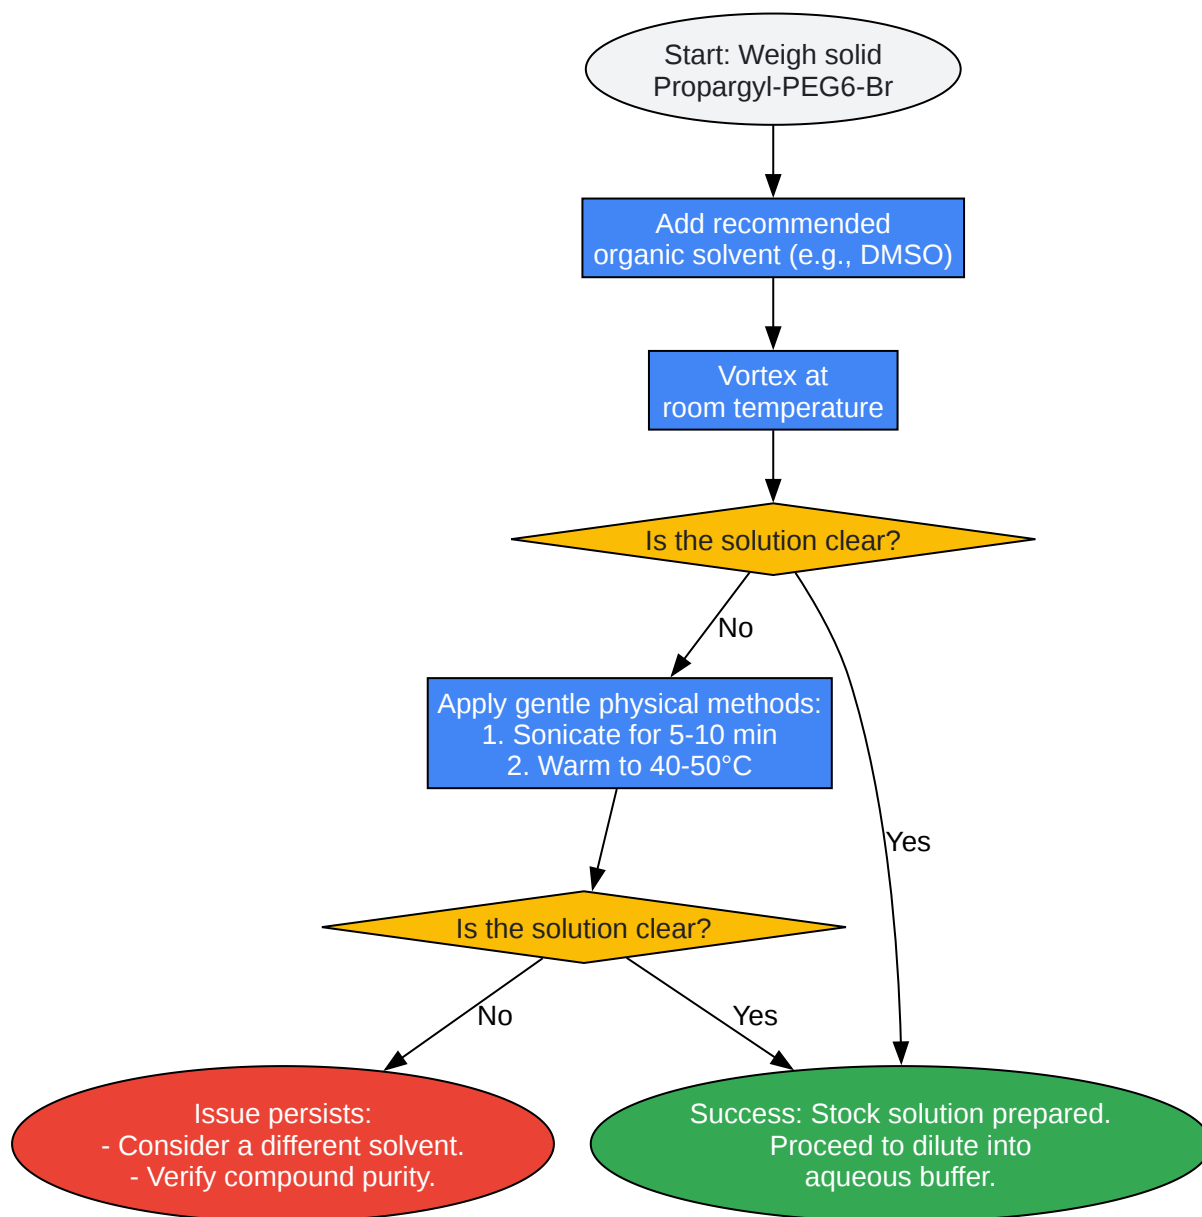 Start: Weigh solid
Propargyl-PEG6-Br
Add recommended
organic solvent (e.g., DMSO)
Vortex at
room temperature
Is the solution clear?
No
Apply gentle physical methods:
1. Sonicate for 5-10 min
2. Warm to 40-50°C
Yes
Is the solution clear?
No
Yes
Issue persists:
- Consider a different solvent.
- Verify compound purity.
Success: Stock solution prepared.
Proceed to dilute into
aqueous buffer.